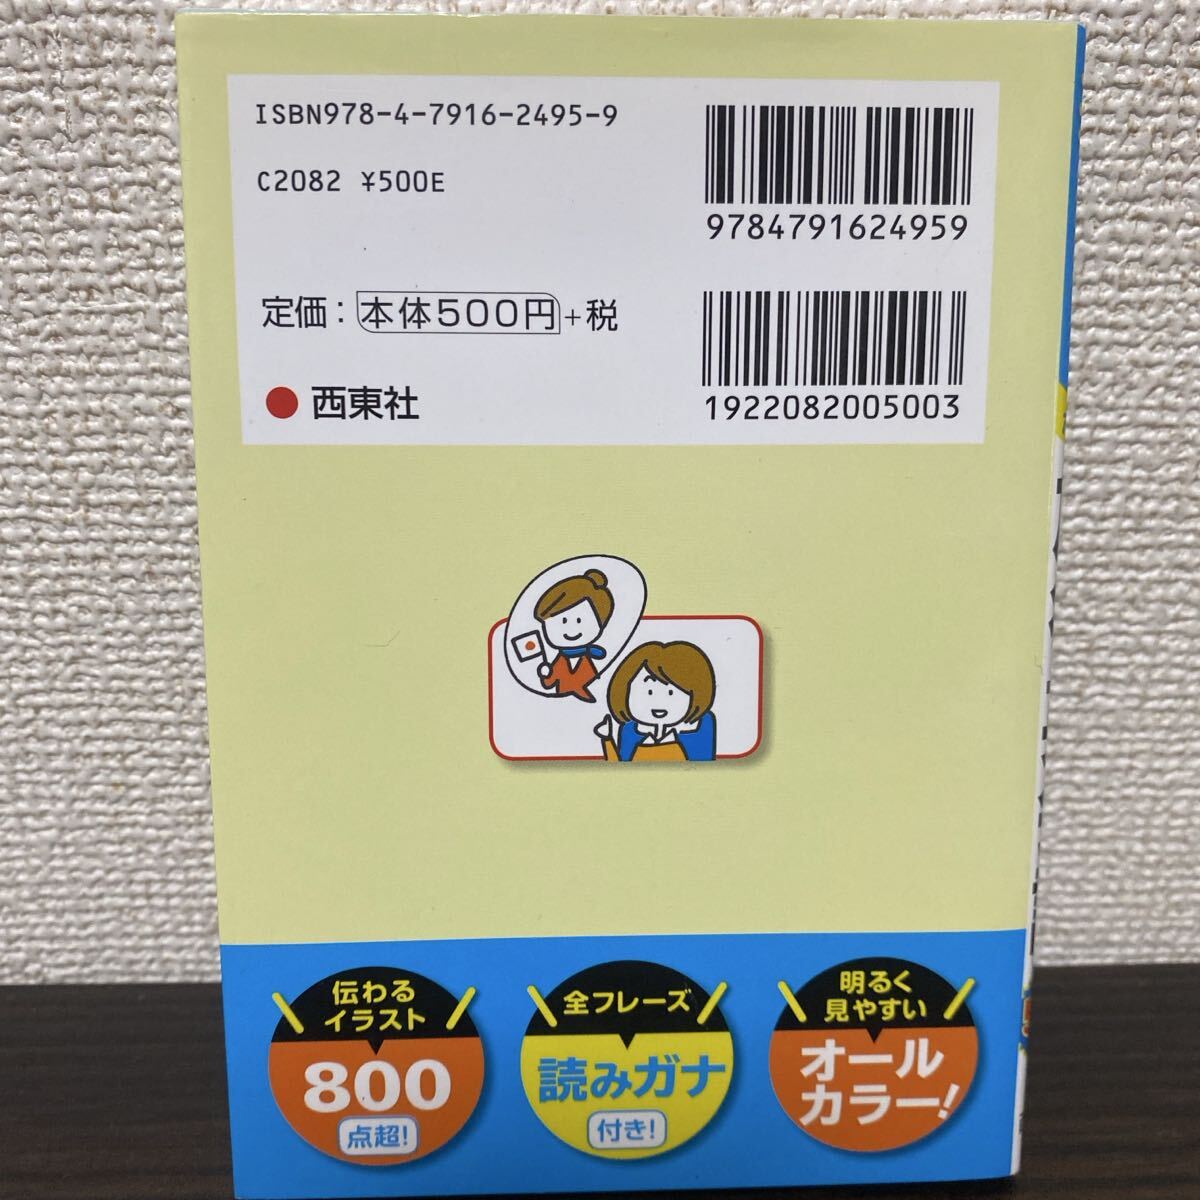 ISBN978-4-7916-2495-9
C2082 ¥500E
9784791624959
定価：本体500円+税
1922082005003
西東社
伝わる
イラスト
800
点超！
全フレーズ
読みガナ
付き！
明るく
見やすい
オール
カラー！